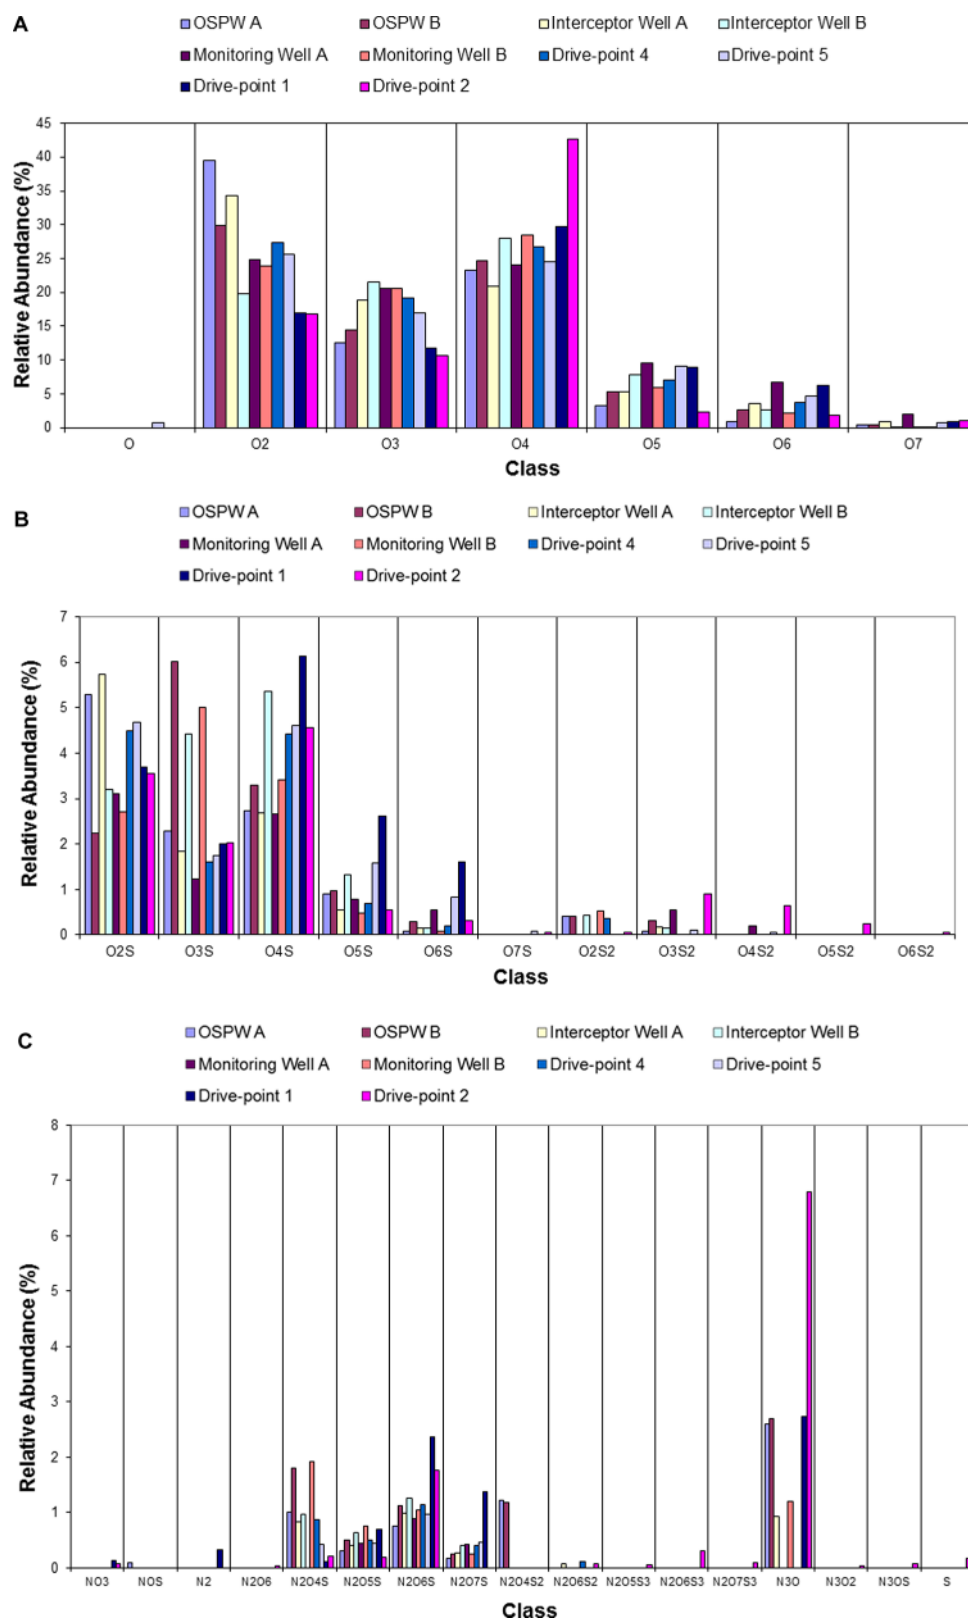 A
OSPW A OSPW B Interceptor Well A Interceptor Well B
Monitoring Well A Monitoring Well B Drive-point 4 Drive-point 5
Drive-point 1 Drive-point 2
45
40
35
30
25
20
15
10
5
0
Relative Abundance (%)
O O2 O3 O4 O5 O6 O7
Class
B
OSPW A OSPW B Interceptor Well A Interceptor Well B
Monitoring Well A Monitoring Well B Drive-point 4 Drive-point 5
Drive-point 1 Drive-point 2
7
6
5
4
3
2
1
0
Relative Abundance (%)
O2S O3S O4S O5S O6S O7S O2S2 O3S2 O4S2 O5S2 O6S2
Class
C
OSPW A OSPW B Interceptor Well A Interceptor Well B
Monitoring Well A Monitoring Well B Drive-point 4 Drive-point 5
Drive-point 1 Drive-point 2
8
7
6
5
4
3
2
1
0
Relative Abundance (%)
NO3 NOS N2 N2O6 N2O4S N2O5S N2O6S N2O7S N2O4S2 N2O6S2 N2O5S3 N2O6S3 N2O7S3 N3O N3O2 N3OS S
Class